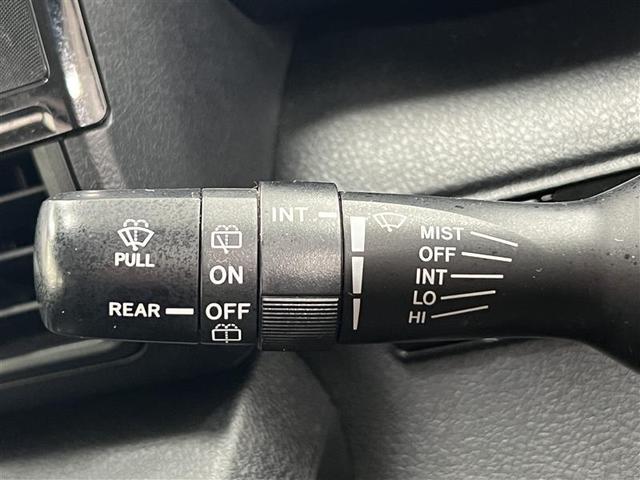 PULL
REAR
ON
OFF
INT
MIST
OFF
INT
LO
HI